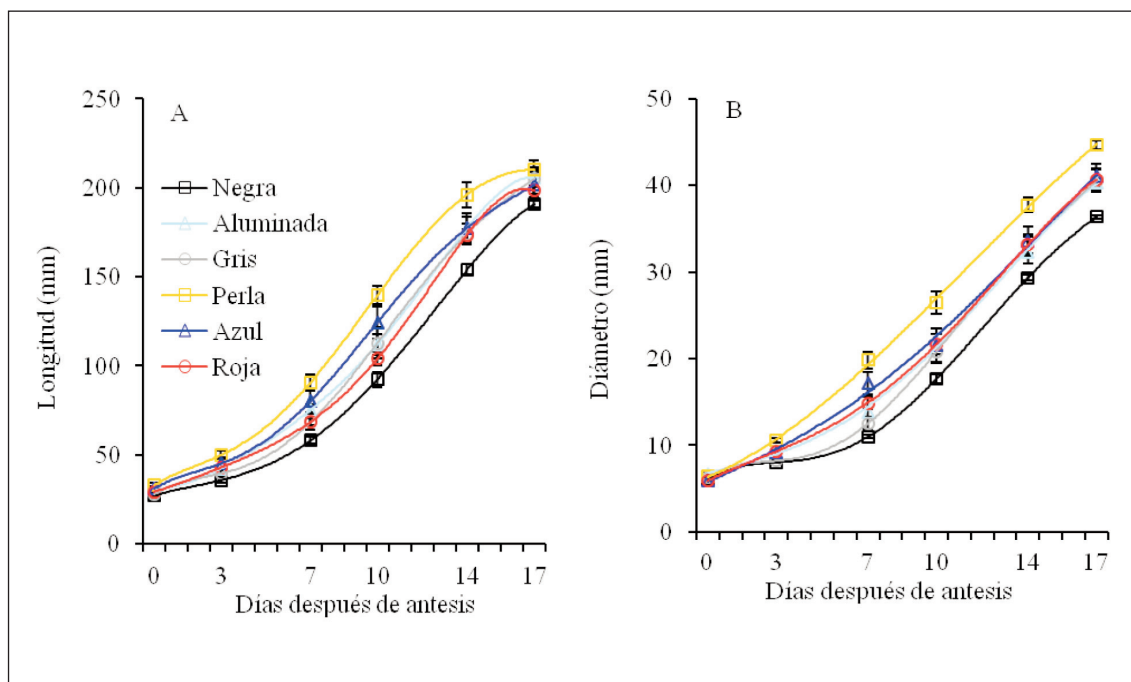 A
Longitud (mm)
250
200
150
100
50
0
Negra
Aluminada
Gris
Perla
Azul
Roja
0 3 7 10 14 17
Días después de antesis
B
Diámetro (mm)
50
40
30
20
10
0
0 3 7 10 14 17
Días después de antesis